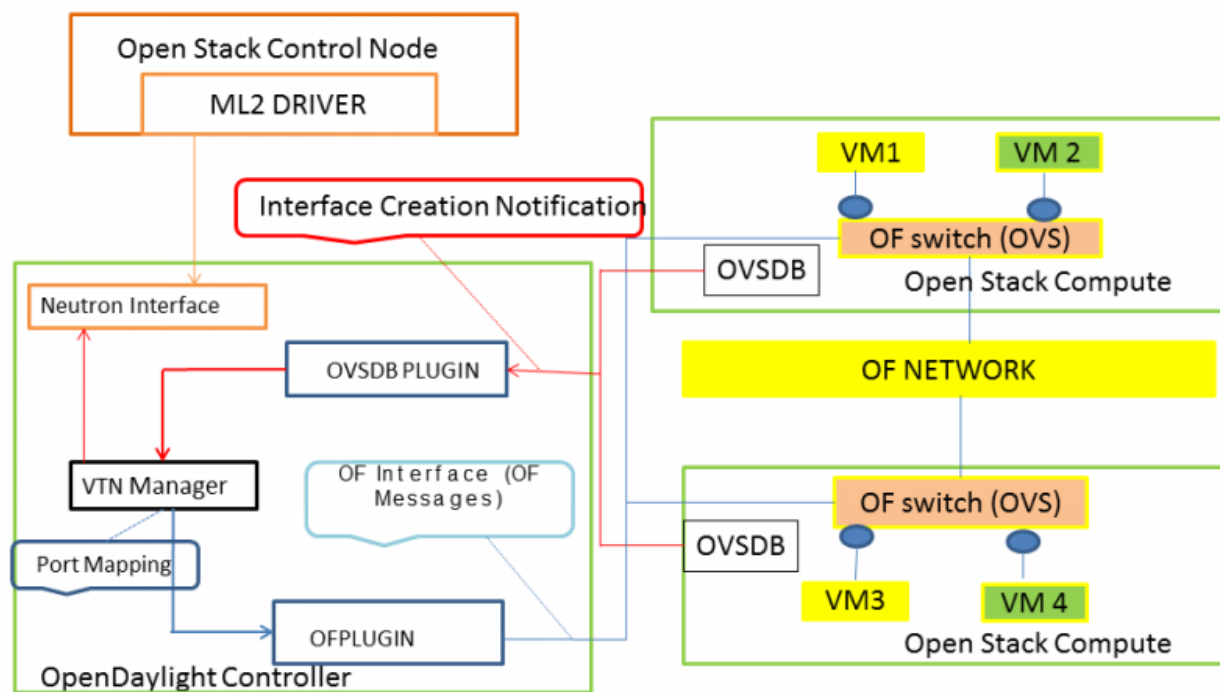 Open Stack Control Node
ML2 DRIVER
Interface Creation Notification
Neutron Interface
OVSDB PLUGIN
VTN Manager
OF Interface (OF
Messages)
Port Mapping
OFPLUGIN
OpenDaylight Controller
VM1
VM 2
OF switch (OVS)
OVSDB
Open Stack Compute
OF NETWORK
OF switch (OVS)
OVSDB
VM3
VM 4
Open Stack Compute